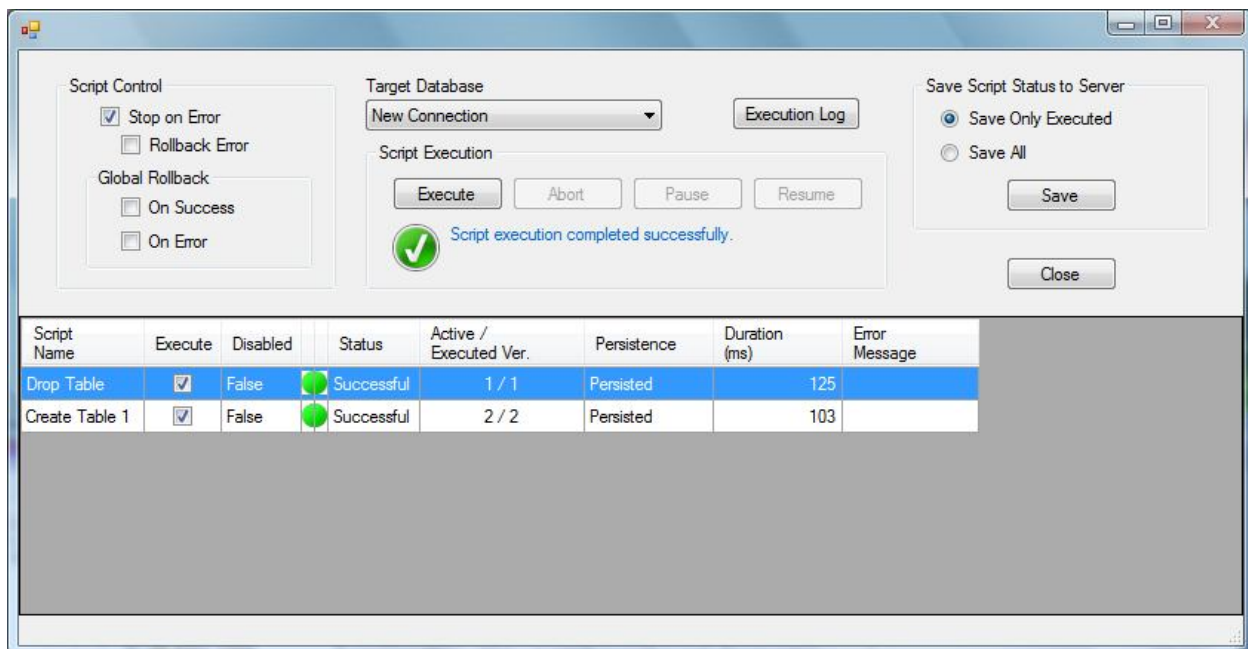 Script Control
Stop on Error
Rollback Error
Global Rollback
On Success
On Error
Target Database
New Connection
Execution Log
Script Execution
Execute
Abort
Pause
Resume
Script execution completed successfully.
Save Script Status to Server
Save Only Executed
Save All
Save
Close
Script Name Execute Disabled Status Active / Executed Ver. Persistence Duration (ms) Error Message
Drop Table False Successful 1 / 1 Persisted 125
Create Table 1 False Successful 2 / 2 Persisted 103